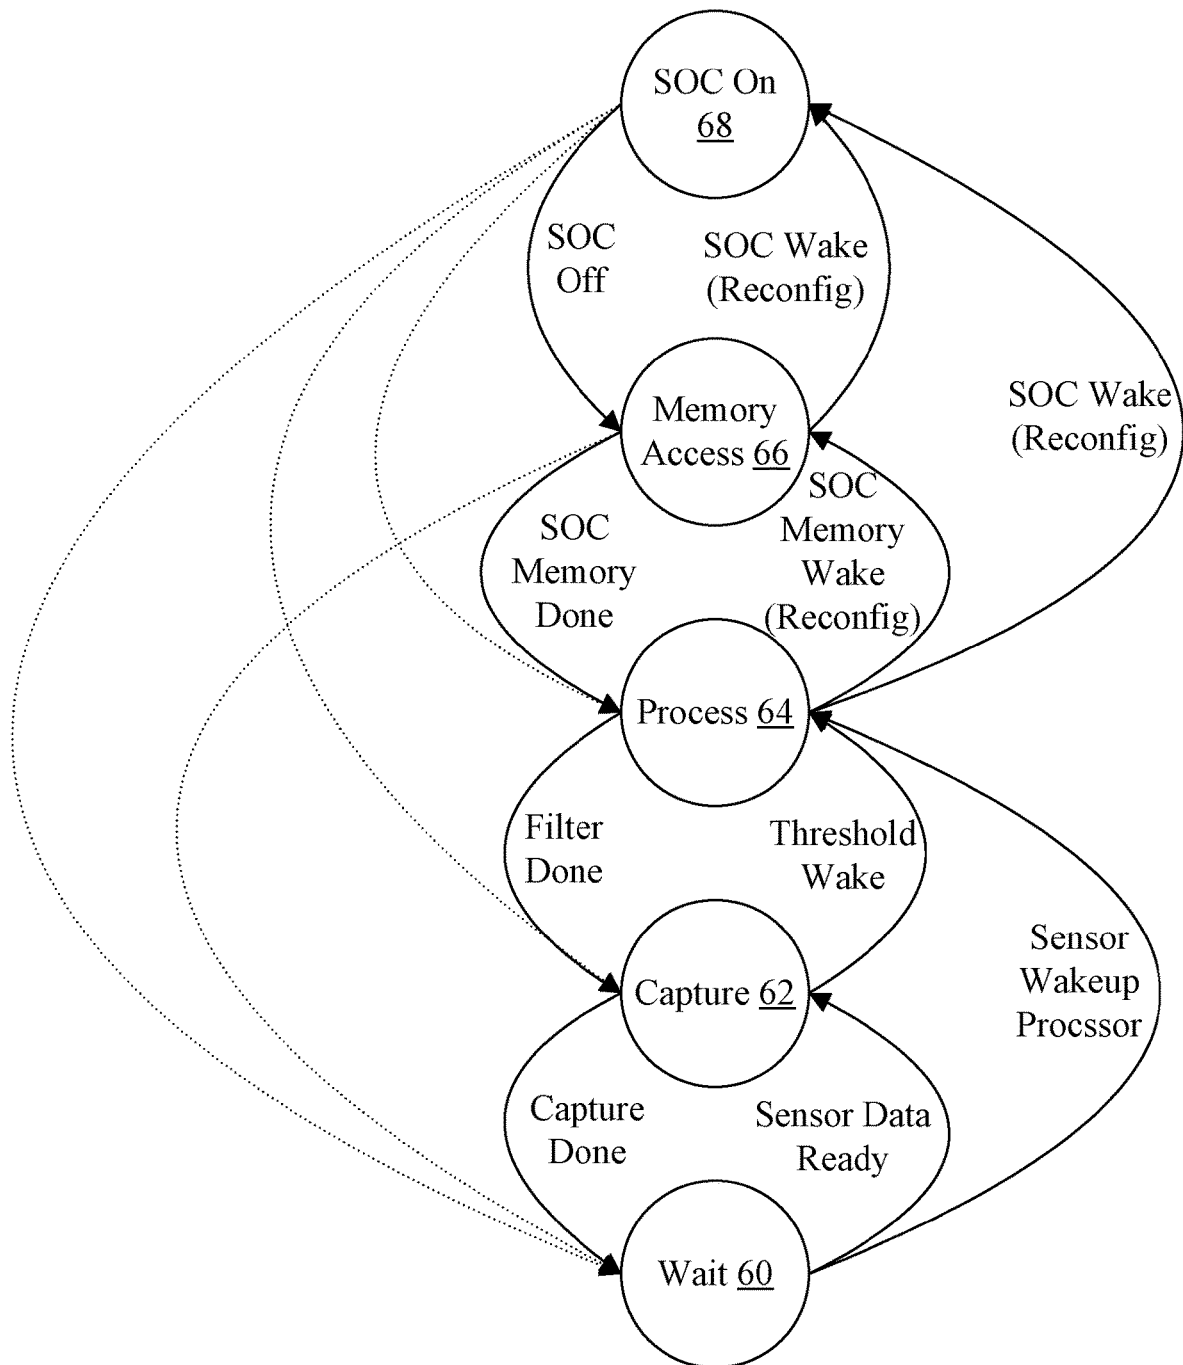 SOC On
68
SOC
Off
SOC Wake
(Reconfig)
SOC Wake
(Reconfig)
Memory
Access 66
SOC
Memory
Done
SOC
Memory
Wake
(Reconfig)
Process 64
Filter
Done
Threshold
Wake
Sensor
Wakeup
Procssor
Capture 62
Capture
Done
Sensor Data
Ready
Wait 60